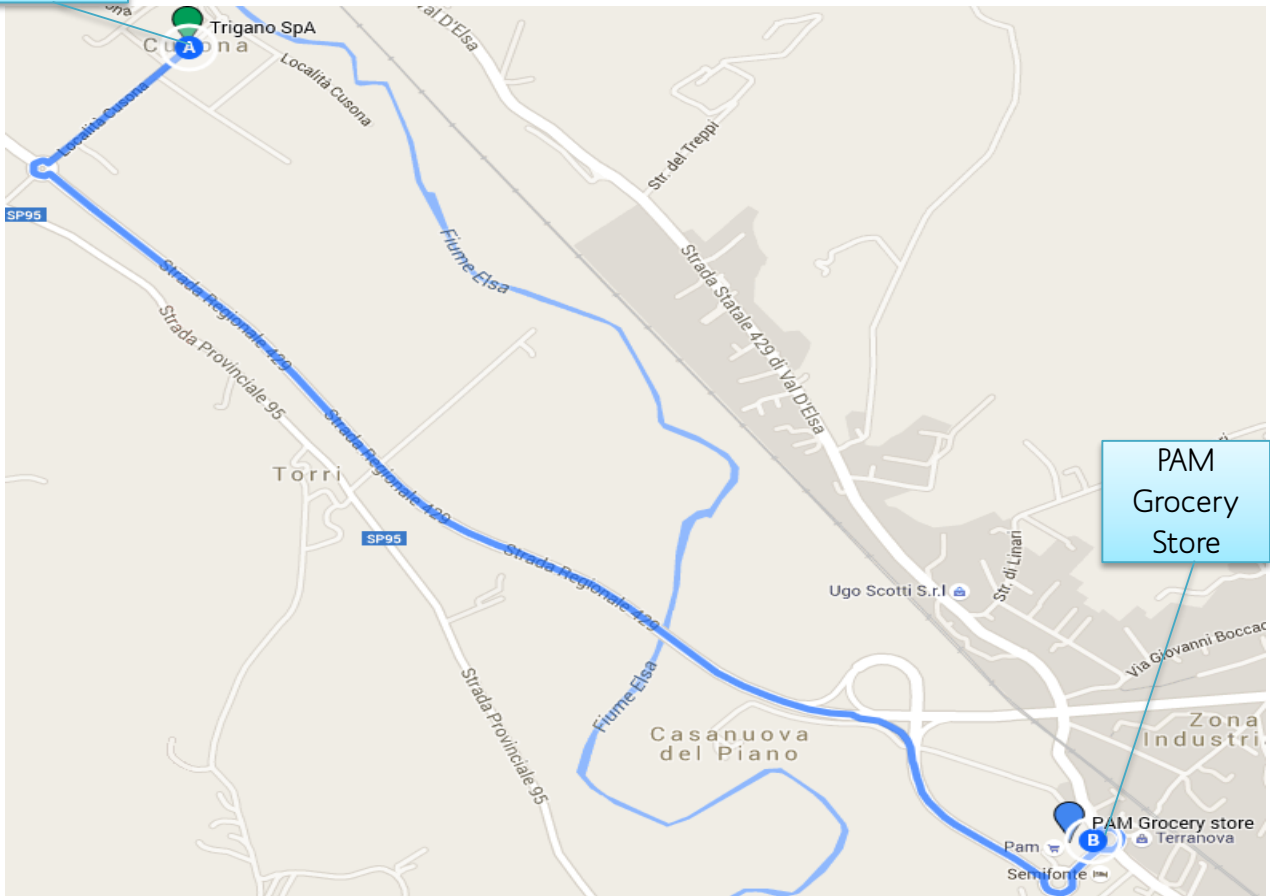 Trigano SpA
A
Cusona
Val D'Elsa
Località Cusona
Località Cusona
Str. del Treppi
SP95
Fiume Elsa
Strada Statale 429 di Val D'Elsa
Strada Regionale 429
Strada Provinciale 95
Strada Regionale 429
Torri
PAM
Grocery
Store
SP95
Strada Regionale 429
Ugo Scotti S.r.l
Str. di Linari
Via Giovanni Boccac
Fiume Elsa
Strada Provinciale 95
Casanuova
del Piano
Zona
Industri
PAM Grocery store
Pam
B
Terranova
Semifonte